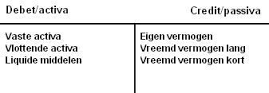 Debet/activa Credit/passiva
Vaste activa Eigen vermogen
Vlottende activa Vreemd vermogen lang
Liquide middelen Vreemd vermogen kort